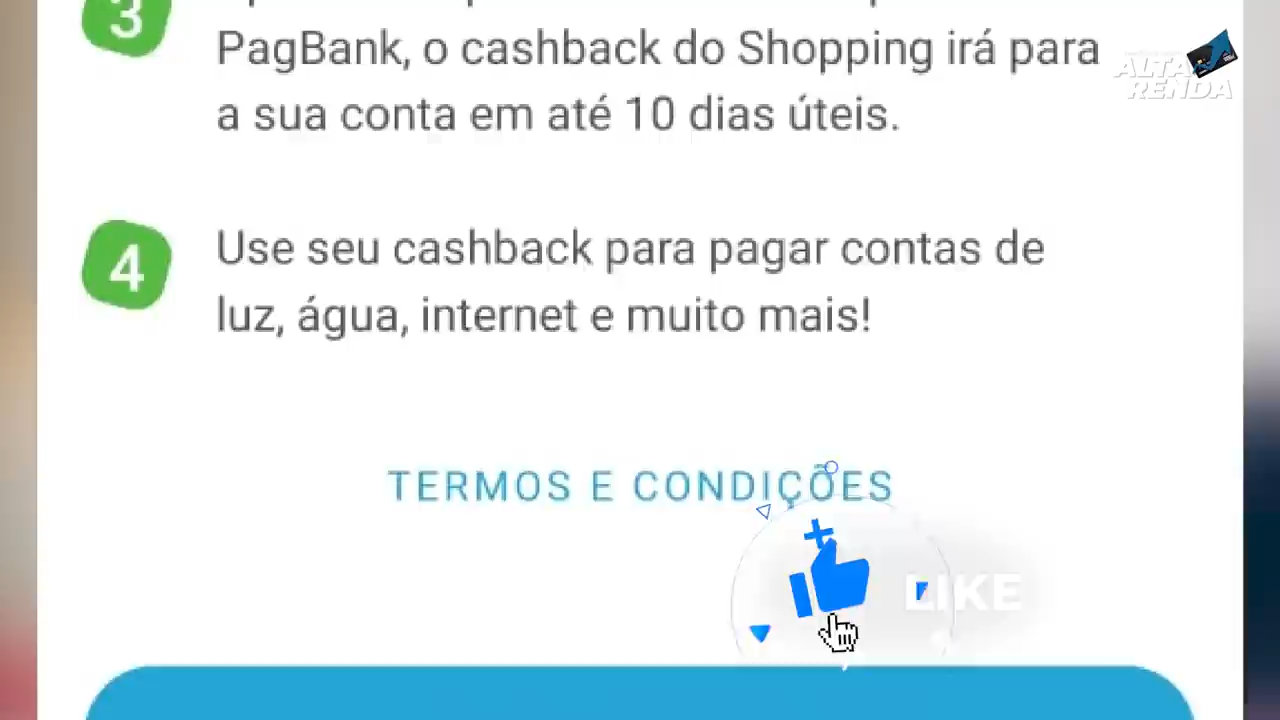 3
PagBank, o cashback do Shopping irá para
a sua conta em até 10 dias úteis.
ALTA
RENDA
4
Use seu cashback para pagar contas de
luz, água, internet e muito mais!
TERMOS E CONDIÇÕES
LIKE